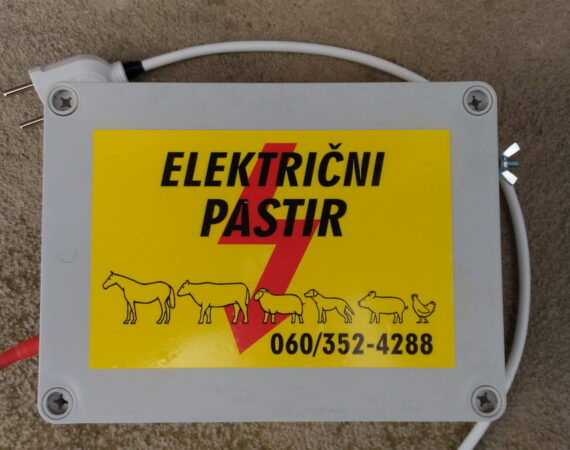 ELEKTRIČNI
PASTIR
060/352-4288